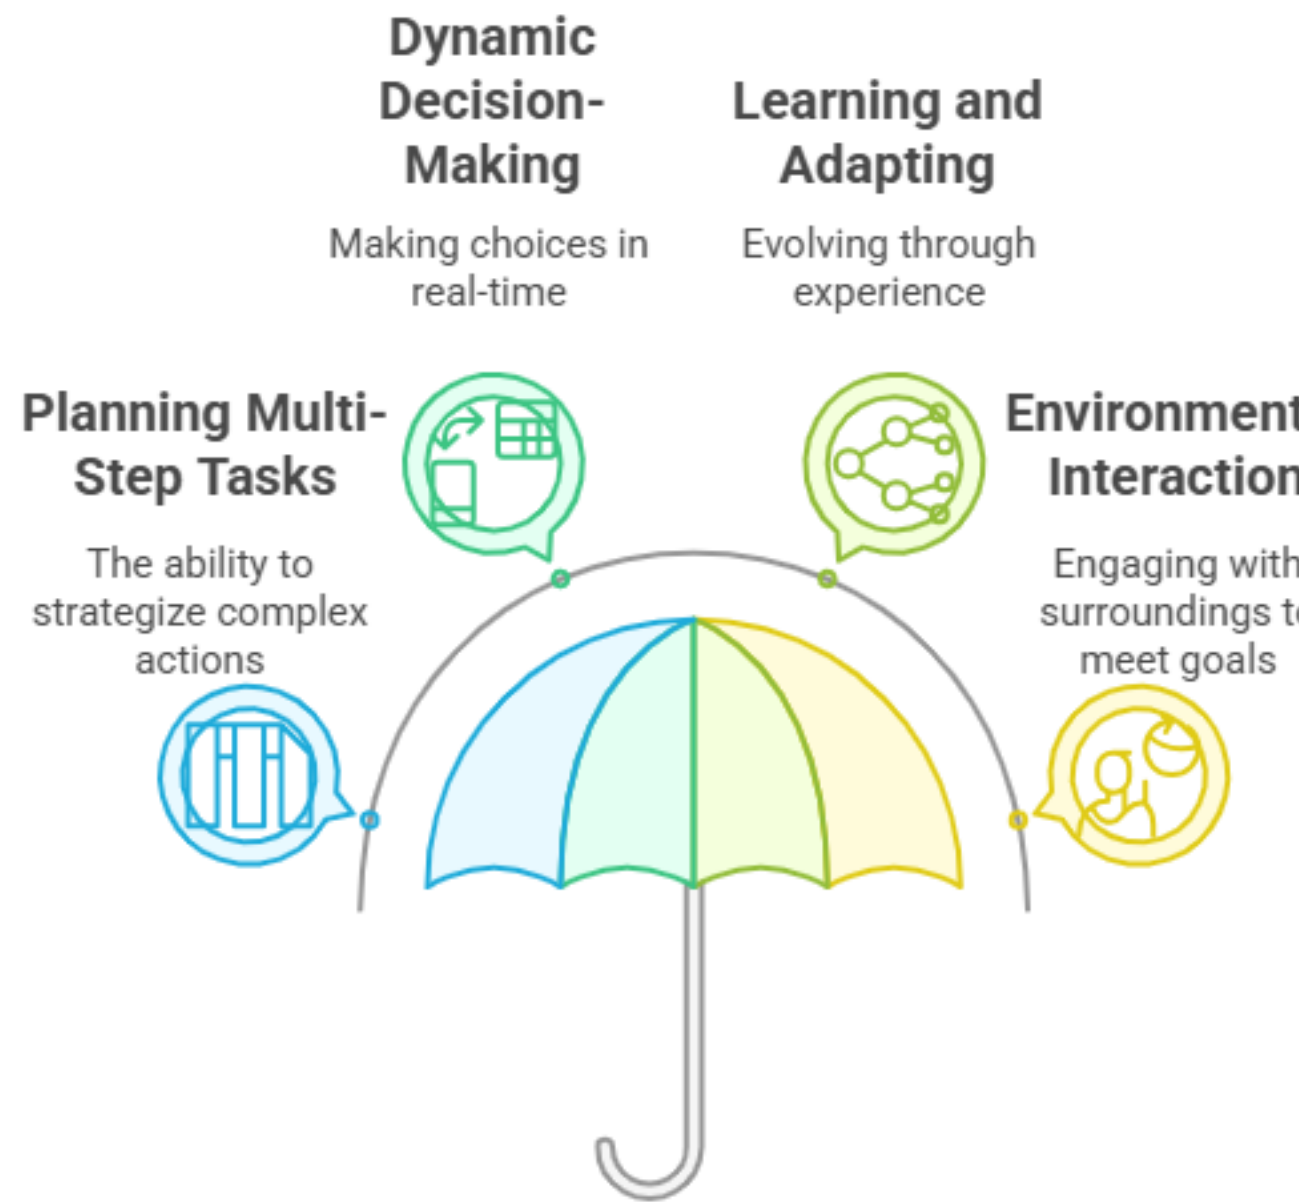 Dynamic
Decision-
Making
Making choices in
real-time
Learning and
Adapting
Evolving through
experience
Planning Multi-
Step Tasks
The ability to
strategize complex
actions
Environment
Interaction
Engaging with
surroundings to
meet goals